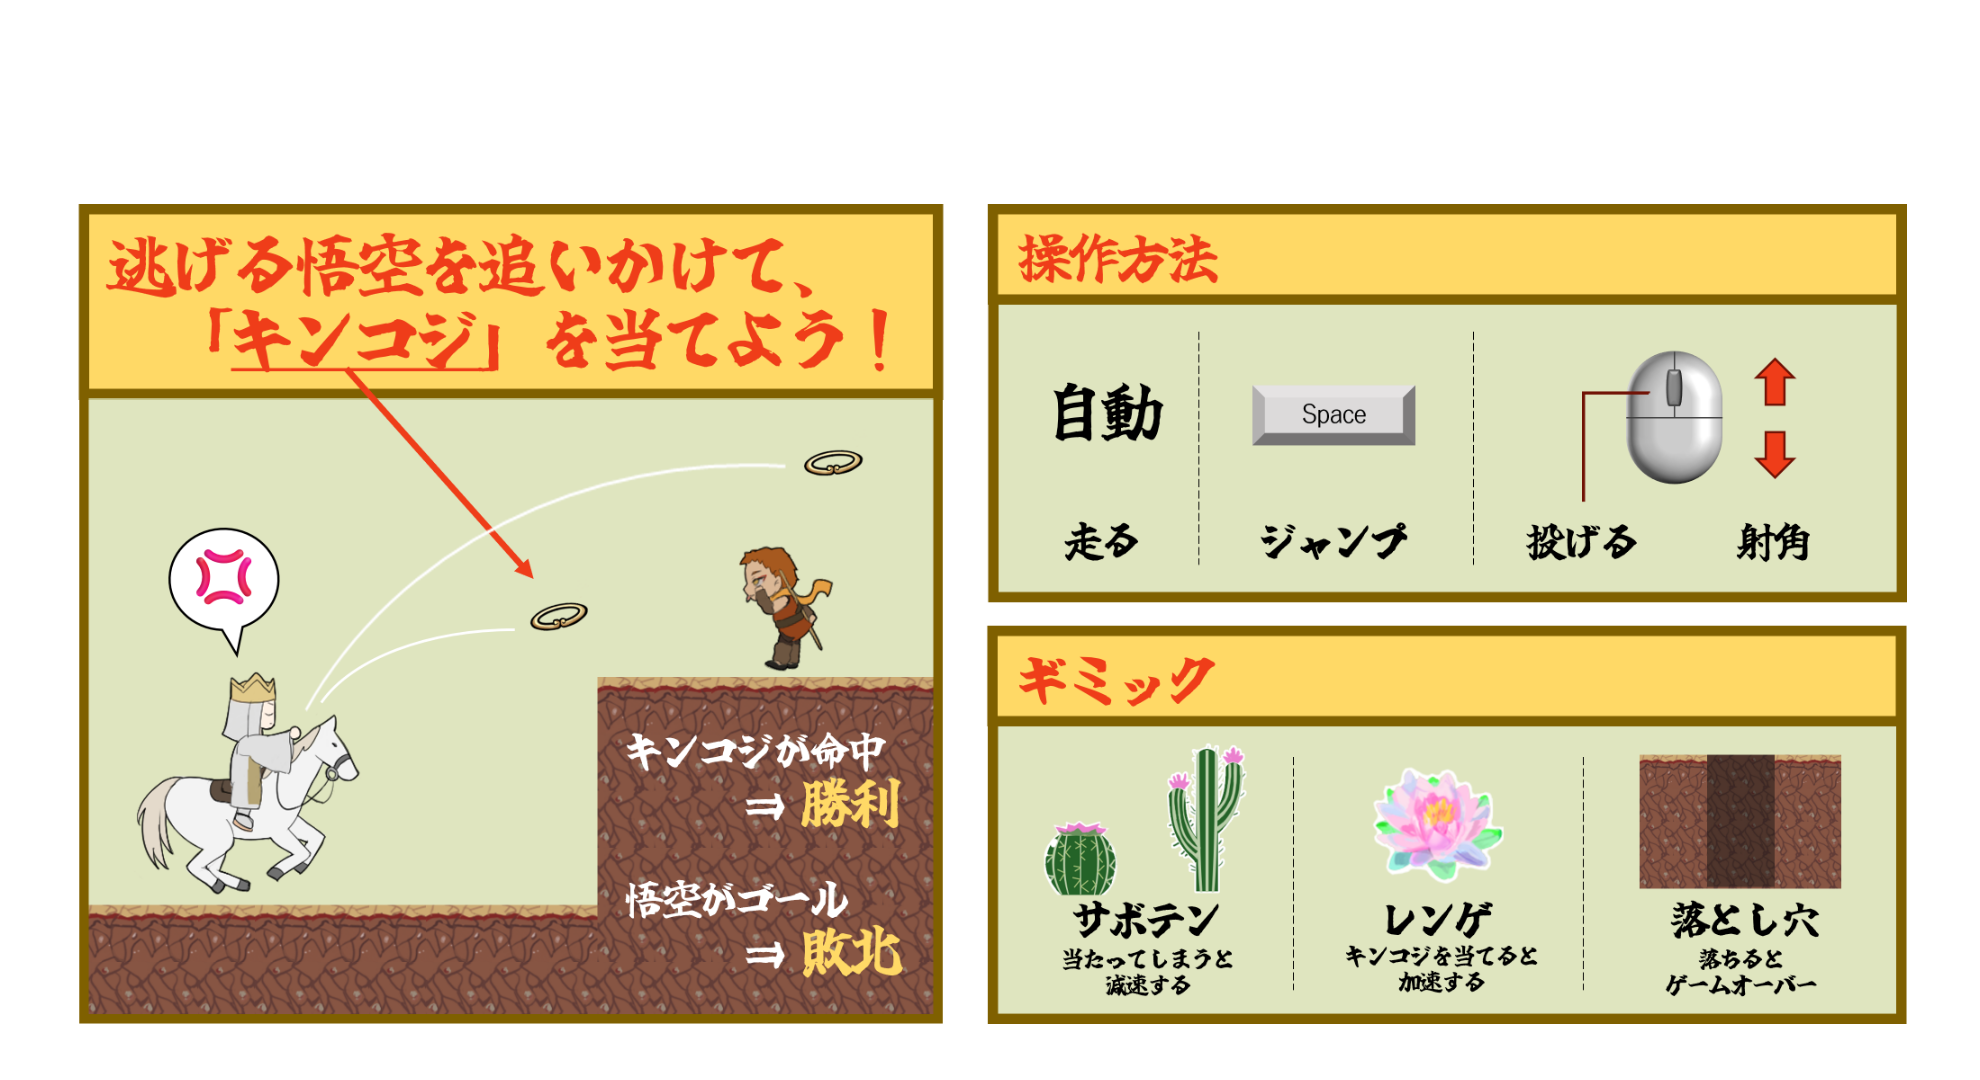 逃げる悟空を追いかけて、
「キンコジ」を当てよう！
キンコジが命中
⇒ 勝利
悟空がゴール
⇒ 敗北
操作方法
自動
Space
走る
ジャンプ
投げる
射角
ギミック
サボテン
当たってしまうと
減速する
レンゲ
キンコジを当てると
加速する
落とし穴
落ちると
ゲームオーバー